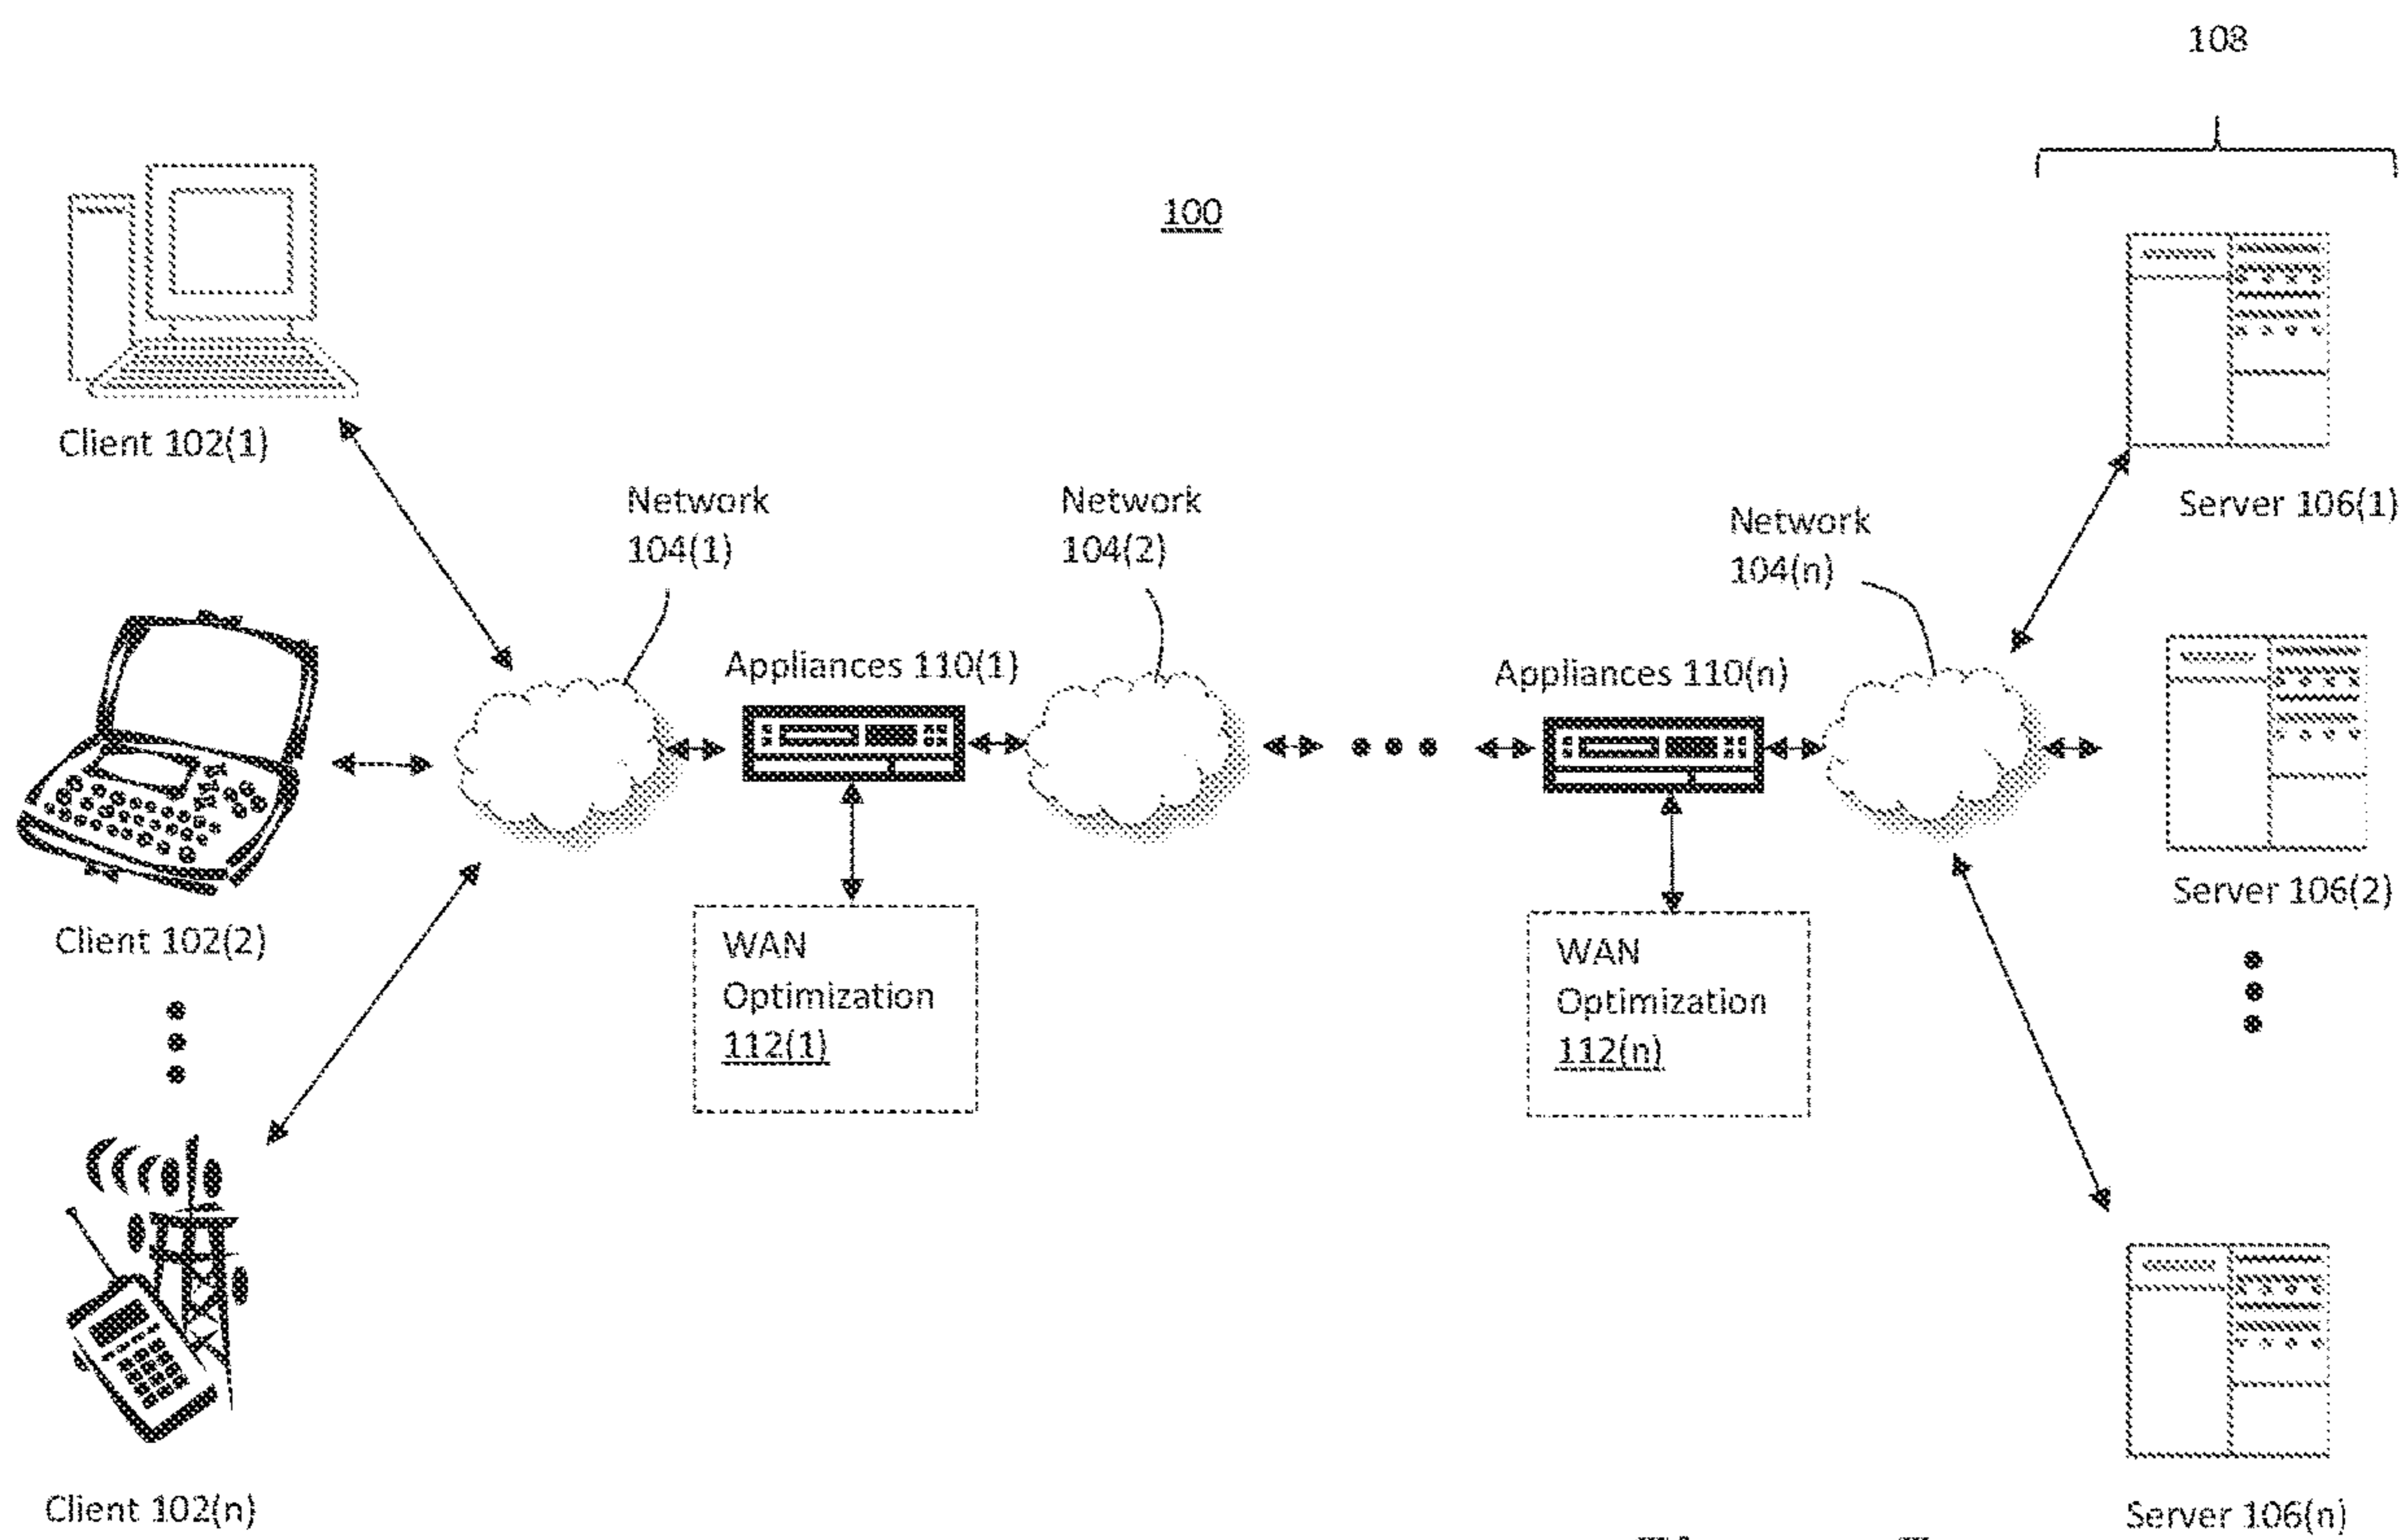 108
100
Client 102(1)
Network
104(1)
Network
104(2)
Network
104(n)
Server 106(1)
Appliances 110(1)
Appliances 110(n)
Client 102(2)
Server 106(2)
WAN
Optimization
112(1)
WAN
Optimization
112(n)
Client 102(n)
Server 106(n)